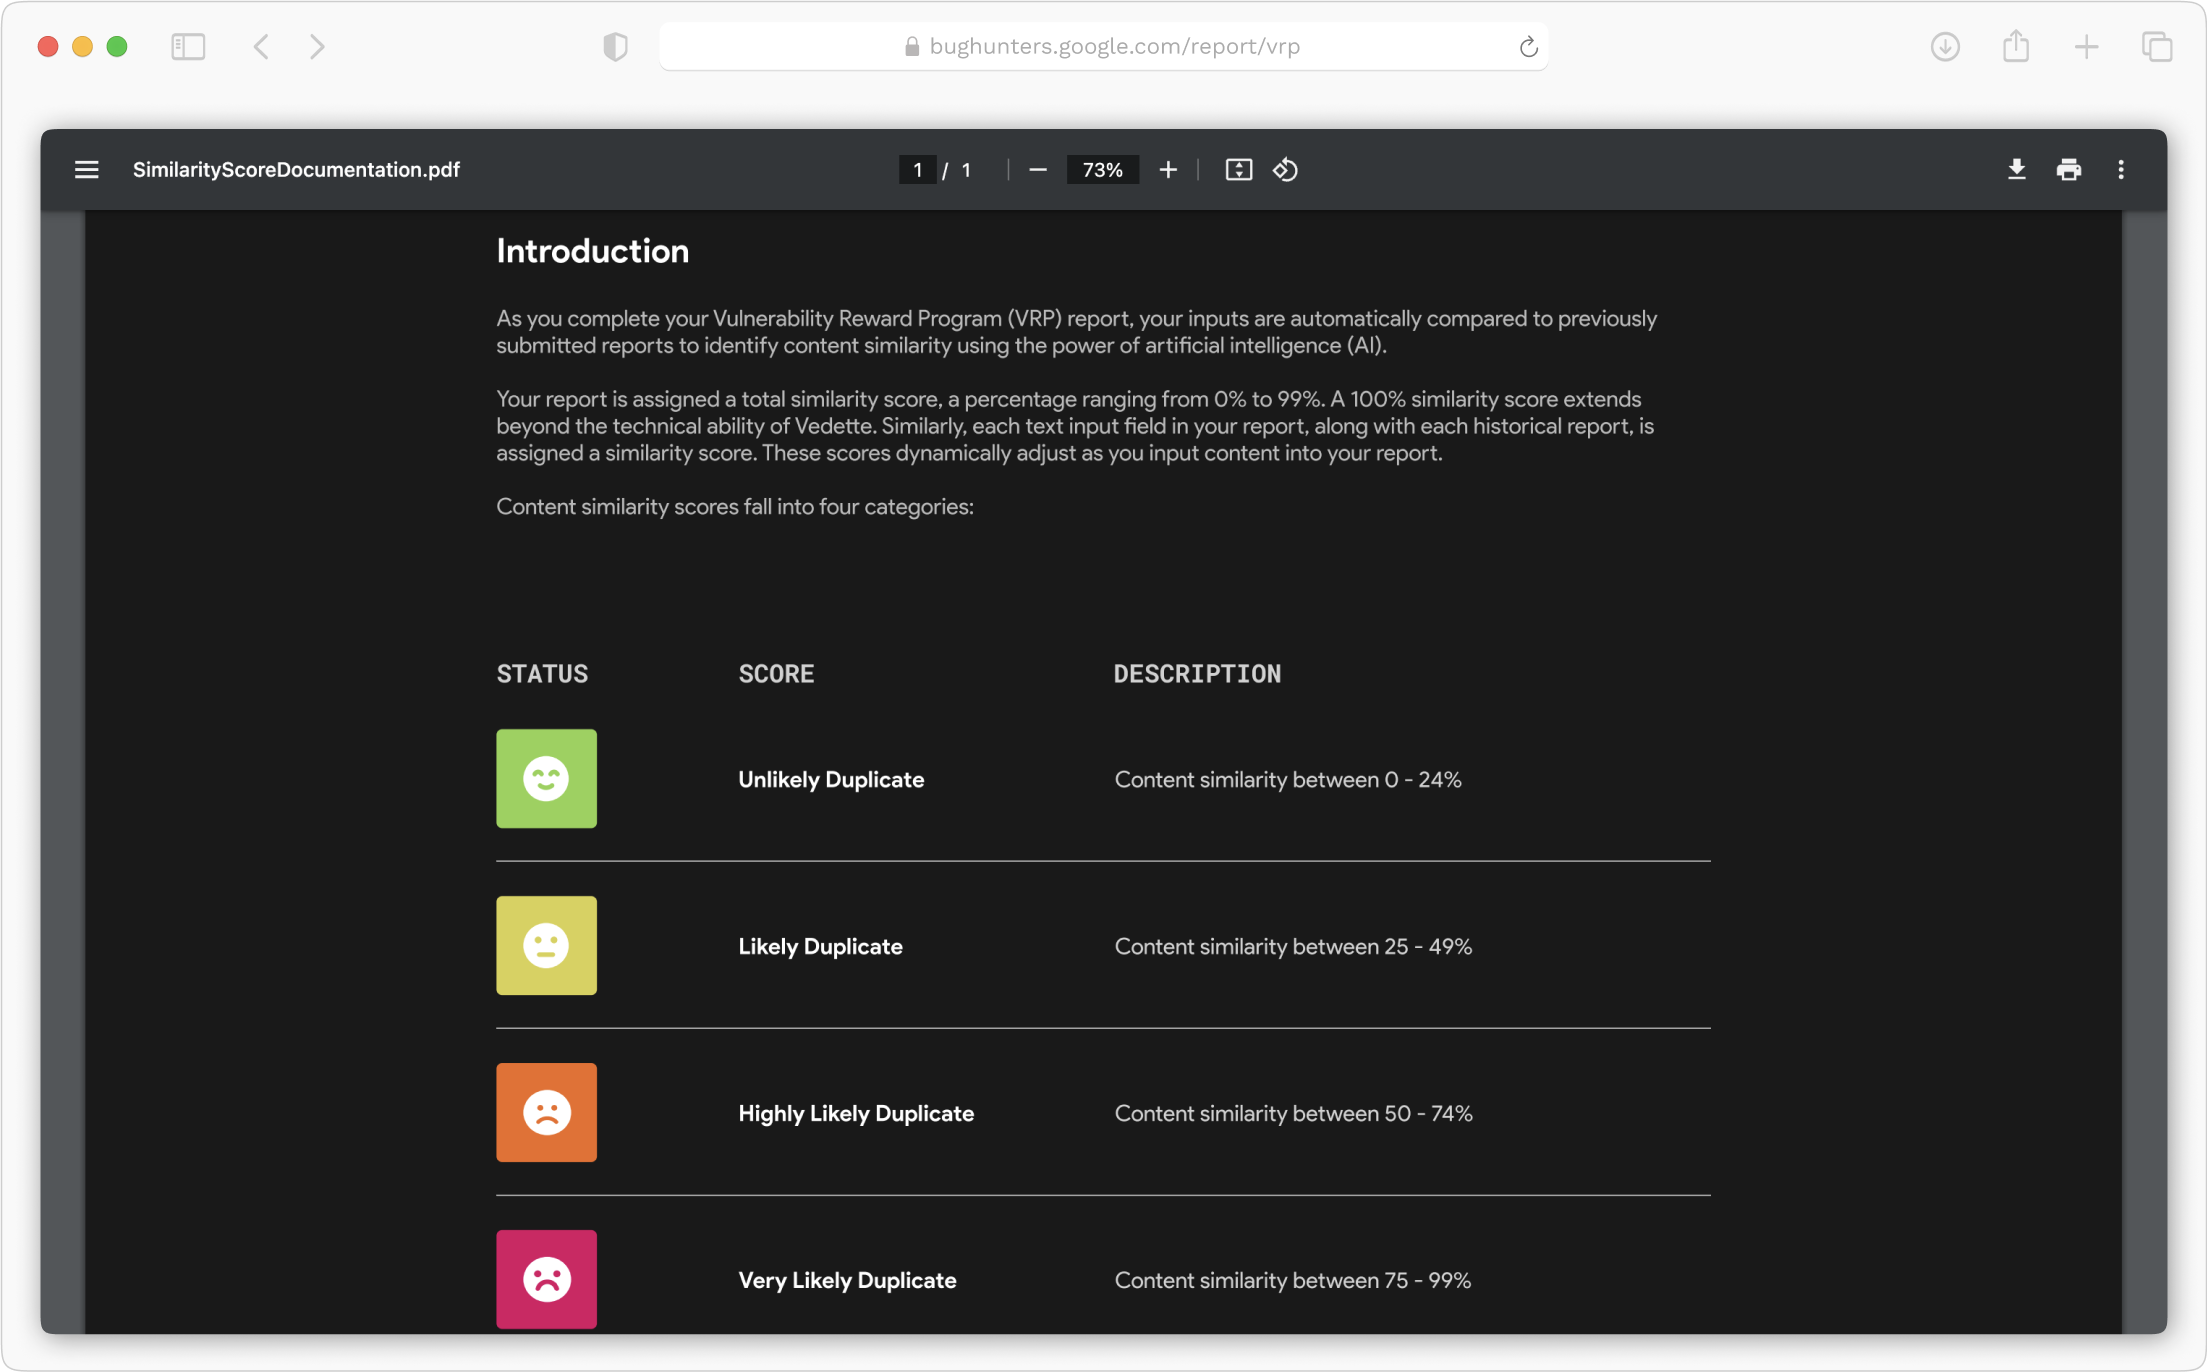 bughunters.google.com/report/vrp
SimilarityScoreDocumentation.pdf
1 / 1
73%
Introduction
As you complete your Vulnerability Reward Program (VRP) report, your inputs are automatically compared to previously
submitted reports to identify content similarity using the power of artificial intelligence (AI).
Your report is assigned a total similarity score, a percentage ranging from 0% to 99%. A 100% similarity score extends
beyond the technical ability of Vedette. Similarly, each text input field in your report, along with each historical report, is
assigned a similarity score. These scores dynamically adjust as you input content into your report.
Content similarity scores fall into four categories:
STATUS SCORE DESCRIPTION
Unlikely Duplicate Content similarity between 0 - 24%
Likely Duplicate Content similarity between 25 - 49%
Highly Likely Duplicate Content similarity between 50 - 74%
Very Likely Duplicate Content similarity between 75 - 99%